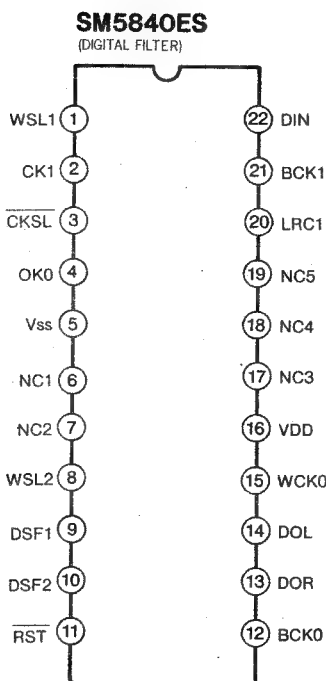 SM5840ES
(DIGITAL FILTER)
WSL1 1
22 DIN
CK1 2
21 BCK1
CKSL 3
20 LRC1
OK0 4
19 NC5
Vss 5
18 NC4
NC1 6
17 NC3
NC2 7
16 VDD
WSL2 8
15 WCK0
DSF1 9
14 DOL
DSF2 10
13 DOR
RST 11
12 BCK0